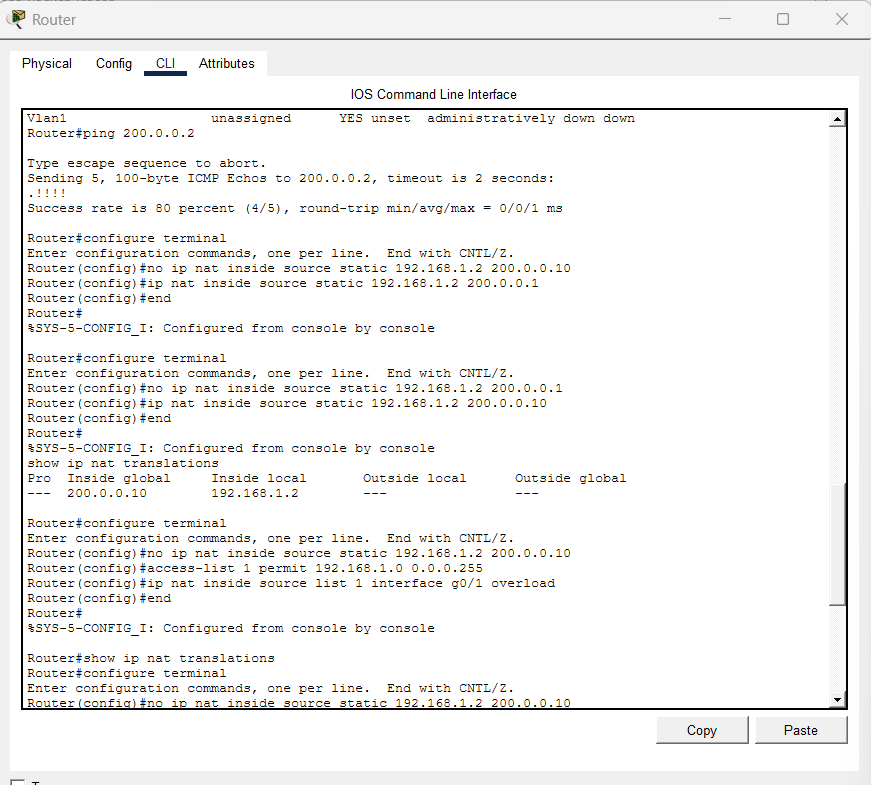 Router
Physical Config CLI Attributes
IOS Command Line Interface
Vlan1 unassigned YES unset administratively down down
Router#ping 200.0.0.2
Type escape sequence to abort.
Sending 5, 100-byte ICMP Echos to 200.0.0.2, timeout is 2 seconds:
.!!!!
Success rate is 80 percent (4/5), round-trip min/avg/max = 0/0/1 ms
Router#configure terminal
Enter configuration commands, one per line. End with CNTL/Z.
Router(config)#no ip nat inside source static 192.168.1.2 200.0.0.10
Router(config)#ip nat inside source static 192.168.1.2 200.0.0.1
Router(config)#end
Router#
%SYS-5-CONFIG_I: Configured from console by console
Router#configure terminal
Enter configuration commands, one per line. End with CNTL/Z.
Router(config)#no ip nat inside source static 192.168.1.2 200.0.0.1
Router(config)#ip nat inside source static 192.168.1.2 200.0.0.10
Router(config)#end
Router#
%SYS-5-CONFIG_I: Configured from console by console
show ip nat translations
Pro Inside global Inside local Outside local Outside global
--- 200.0.0.10 192.168.1.2 --- ---
Router#configure terminal
Enter configuration commands, one per line. End with CNTL/Z.
Router(config)#no ip nat inside source static 192.168.1.2 200.0.0.10
Router(config)#access-list 1 permit 192.168.1.0 0.0.0.255
Router(config)#ip nat inside source list 1 interface g0/1 overload
Router(config)#end
Router#
%SYS-5-CONFIG_I: Configured from console by console
Router#show ip nat translations
Router#configure terminal
Enter configuration commands, one per line. End with CNTL/Z.
Router(config)#no ip nat inside source static 192.168.1.2 200.0.0.10
Copy Paste